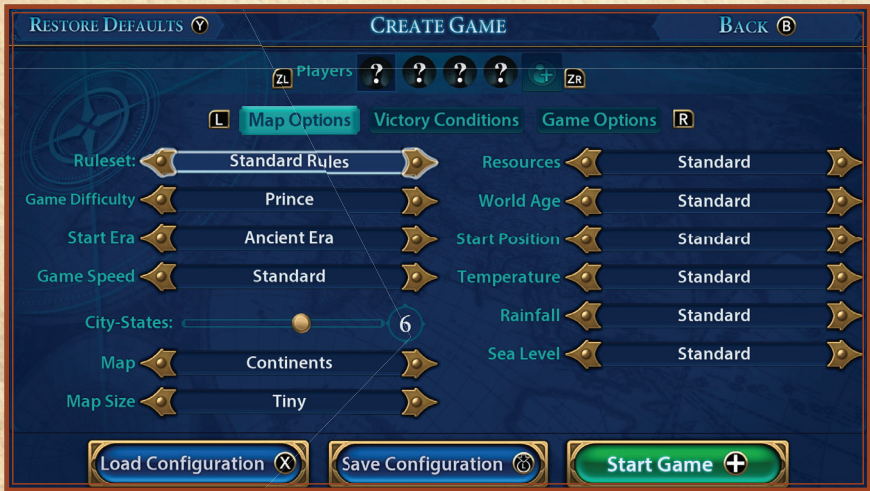 RESTORE DEFAULTS Y CREATE GAME BACK B
ZL Players ? ? ? ? ZR
L Map Options Victory Conditions Game Options R
Ruleset: Standard Rules
Game Difficulty Prince
Start Era Ancient Era
Game Speed Standard
City-States: 6
Map Continents
Map Size Tiny
Resources Standard
World Age Standard
Start Position Standard
Temperature Standard
Rainfall Standard
Sea Level Standard
Load Configuration X Save Configuration Start Game +